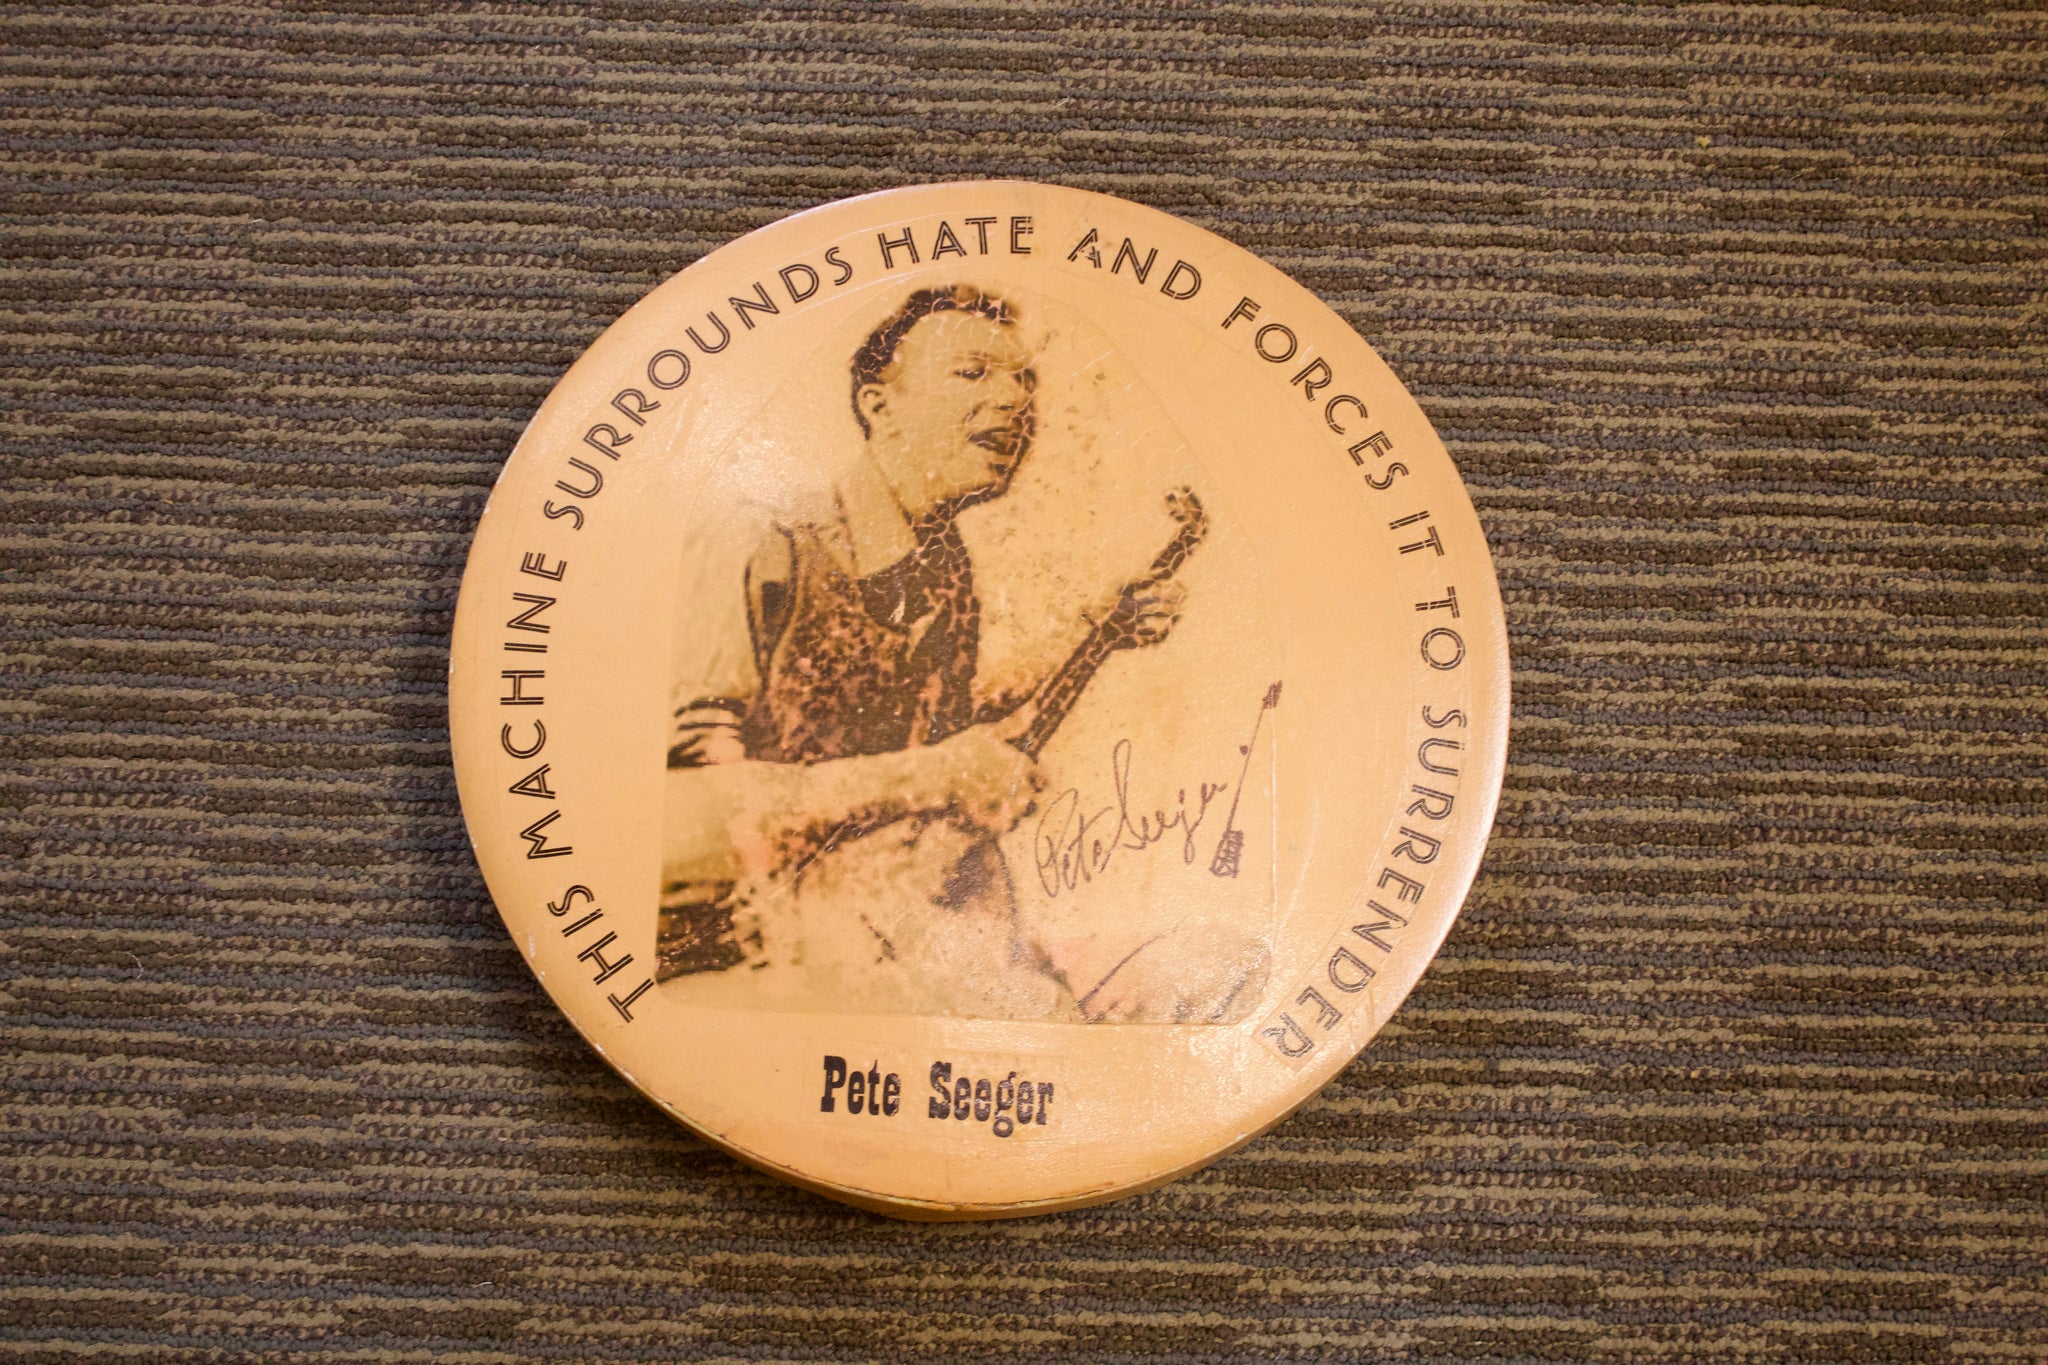 THIS MACHINE SURROUNDS HATE AND FORCES IT TO SURRENDER
Pete Seeger
Pete Seeger